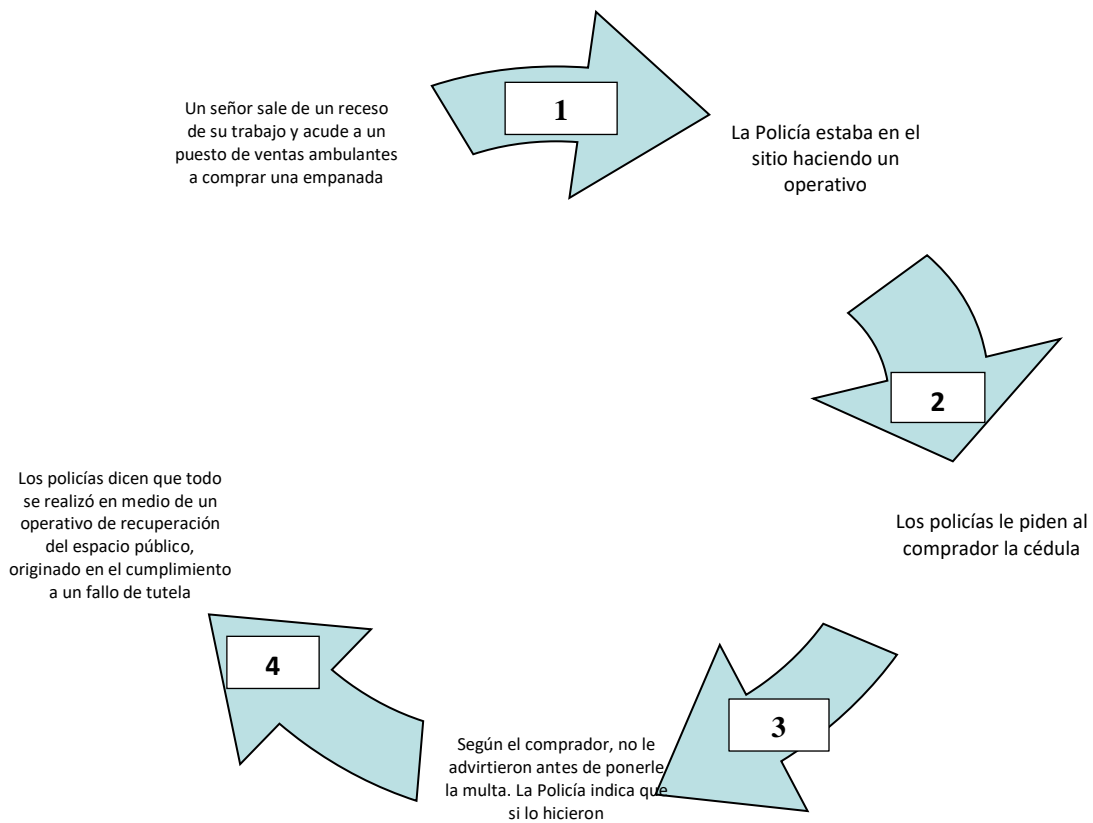 Un señor sale de un receso
de su trabajo y acude a un
puesto de ventas ambulantes
a comprar una empanada
1
La Policía estaba en el
sitio haciendo un
operativo
2
Los policías le piden al
comprador la cédula
3
Según el comprador, no le
advirtieron antes de ponerle
la multa. La Policía indica que
si lo hicieron
4
Los policías dicen que todo
se realizó en medio de un
operativo de recuperación
del espacio público,
originado en el cumplimiento
a un fallo de tutela